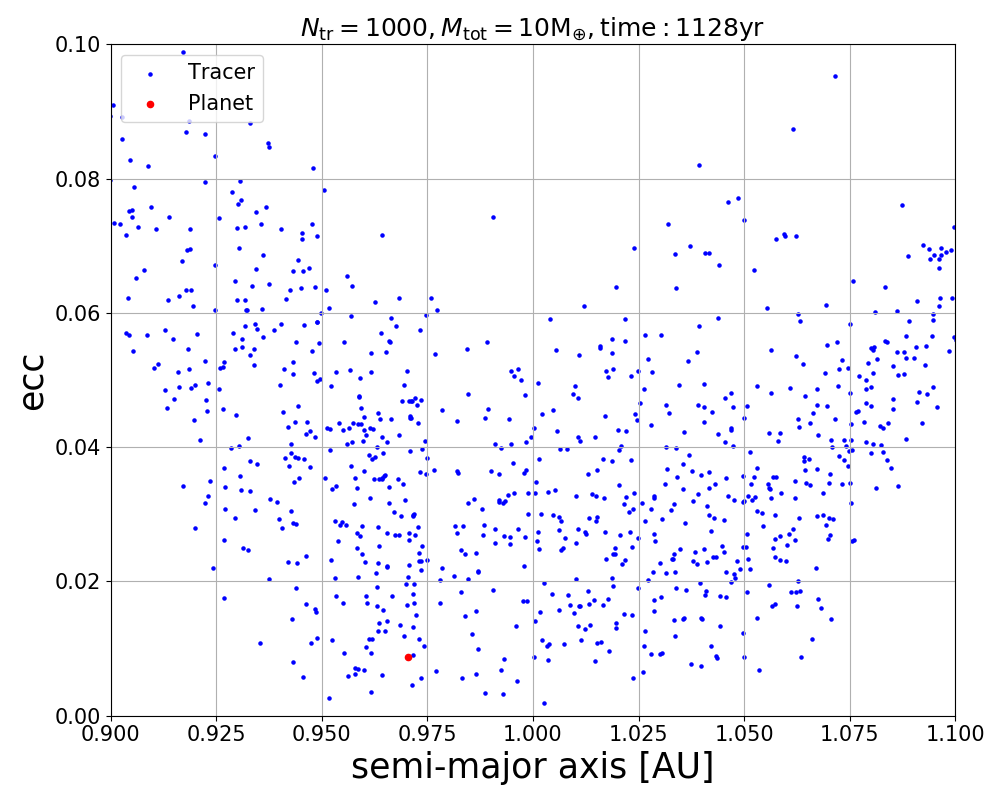 N_tr = 1000, M_tot = 10M_⊕, time : 1128yr
Tracer
Planet
ecc
0.10
0.08
0.06
0.04
0.02
0.00
0.900 0.925 0.950 0.975 1.000 1.025 1.050 1.075 1.100
semi-major axis [AU]